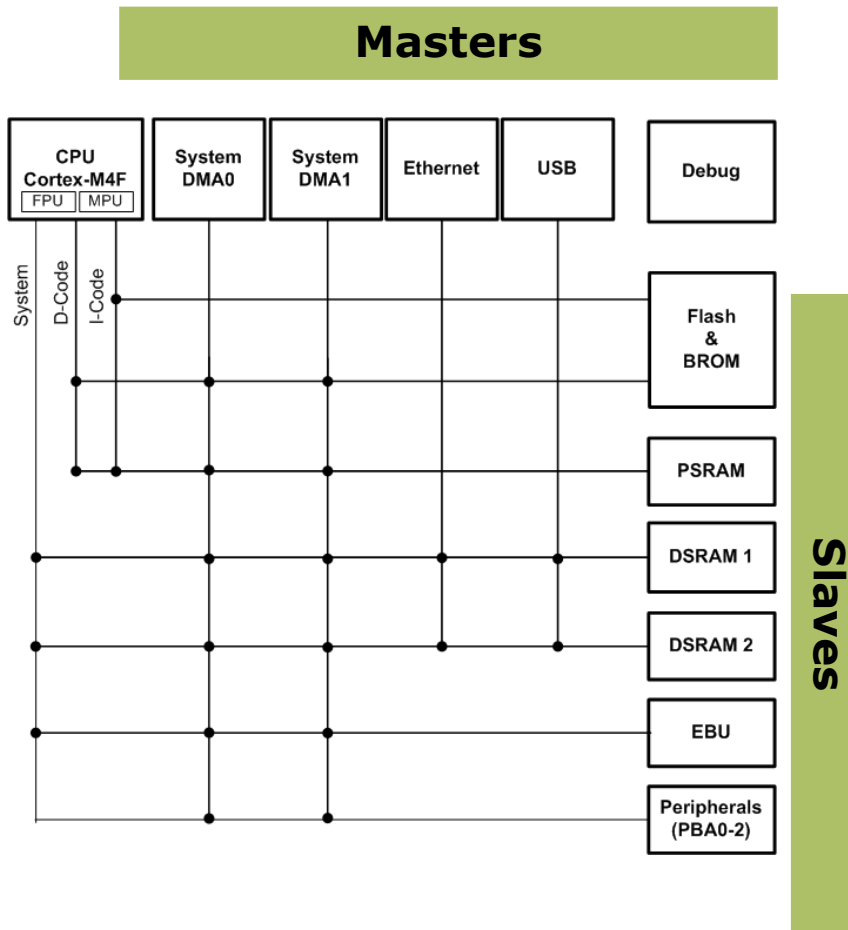 Masters
CPU
Cortex-M4F
FPU MPU
System
DMA0
System
DMA1
Ethernet
USB
Debug
System
D-Code
I-Code
Flash
&
BROM
PSRAM
DSRAM 1
DSRAM 2
EBU
Peripherals
(PBA0-2)
Slaves